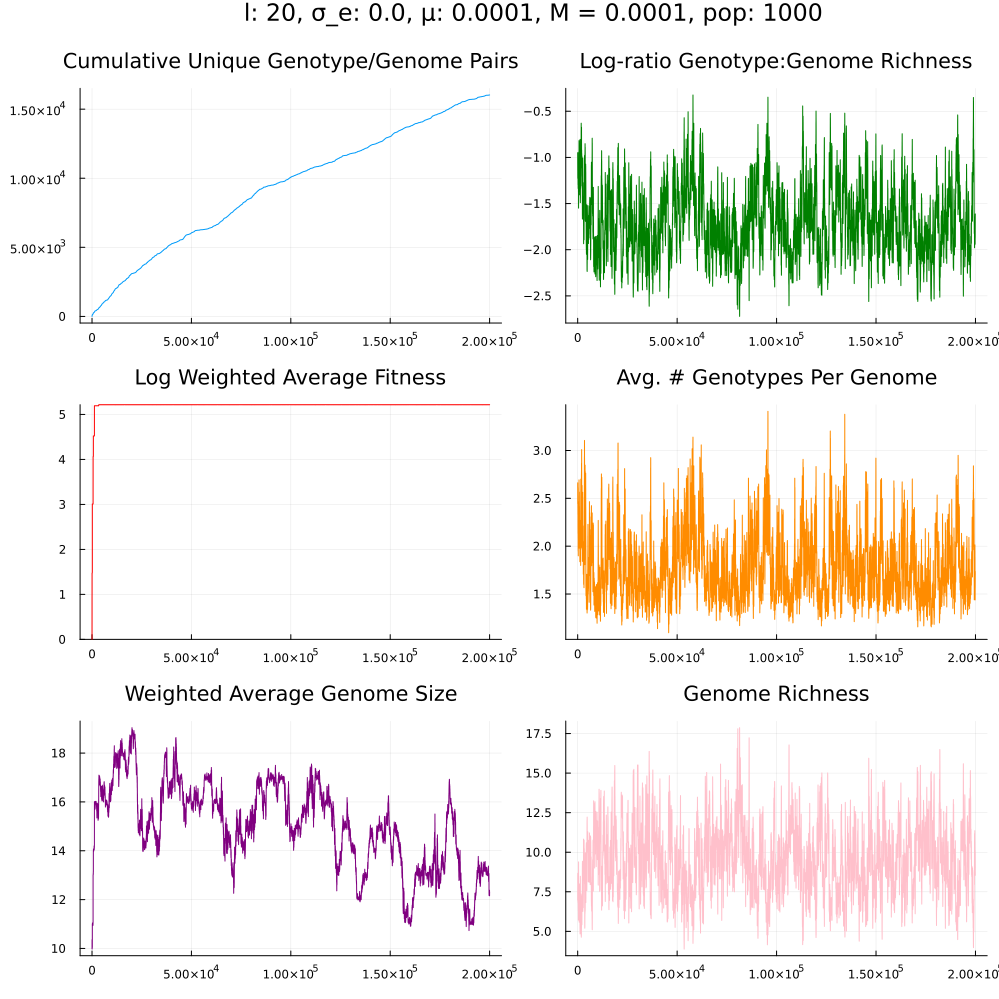 l: 20, σ_e: 0.0, μ: 0.0001, M = 0.0001, pop: 1000
Cumulative Unique Genotype/Genome Pairs
1.50×10⁴
1.00×10⁴
5.00×10³
0
0 5.00×10⁴ 1.00×10⁵ 1.50×10⁵ 2.00×10⁵
Log-ratio Genotype:Genome Richness
−0.5
−1.0
−1.5
−2.0
−2.5
0 5.00×10⁴ 1.00×10⁵ 1.50×10⁵ 2.00×10⁵
Log Weighted Average Fitness
5
4
3
2
1
0
0 5.00×10⁴ 1.00×10⁵ 1.50×10⁵ 2.00×10⁵
Avg. # Genotypes Per Genome
3.0
2.5
2.0
1.5
0 5.00×10⁴ 1.00×10⁵ 1.50×10⁵ 2.00×10⁵
Weighted Average Genome Size
18
16
14
12
10
0 5.00×10⁴ 1.00×10⁵ 1.50×10⁵ 2.00×10⁵
Genome Richness
17.5
15.0
12.5
10.0
7.5
5.0
0 5.00×10⁴ 1.00×10⁵ 1.50×10⁵ 2.00×10⁵